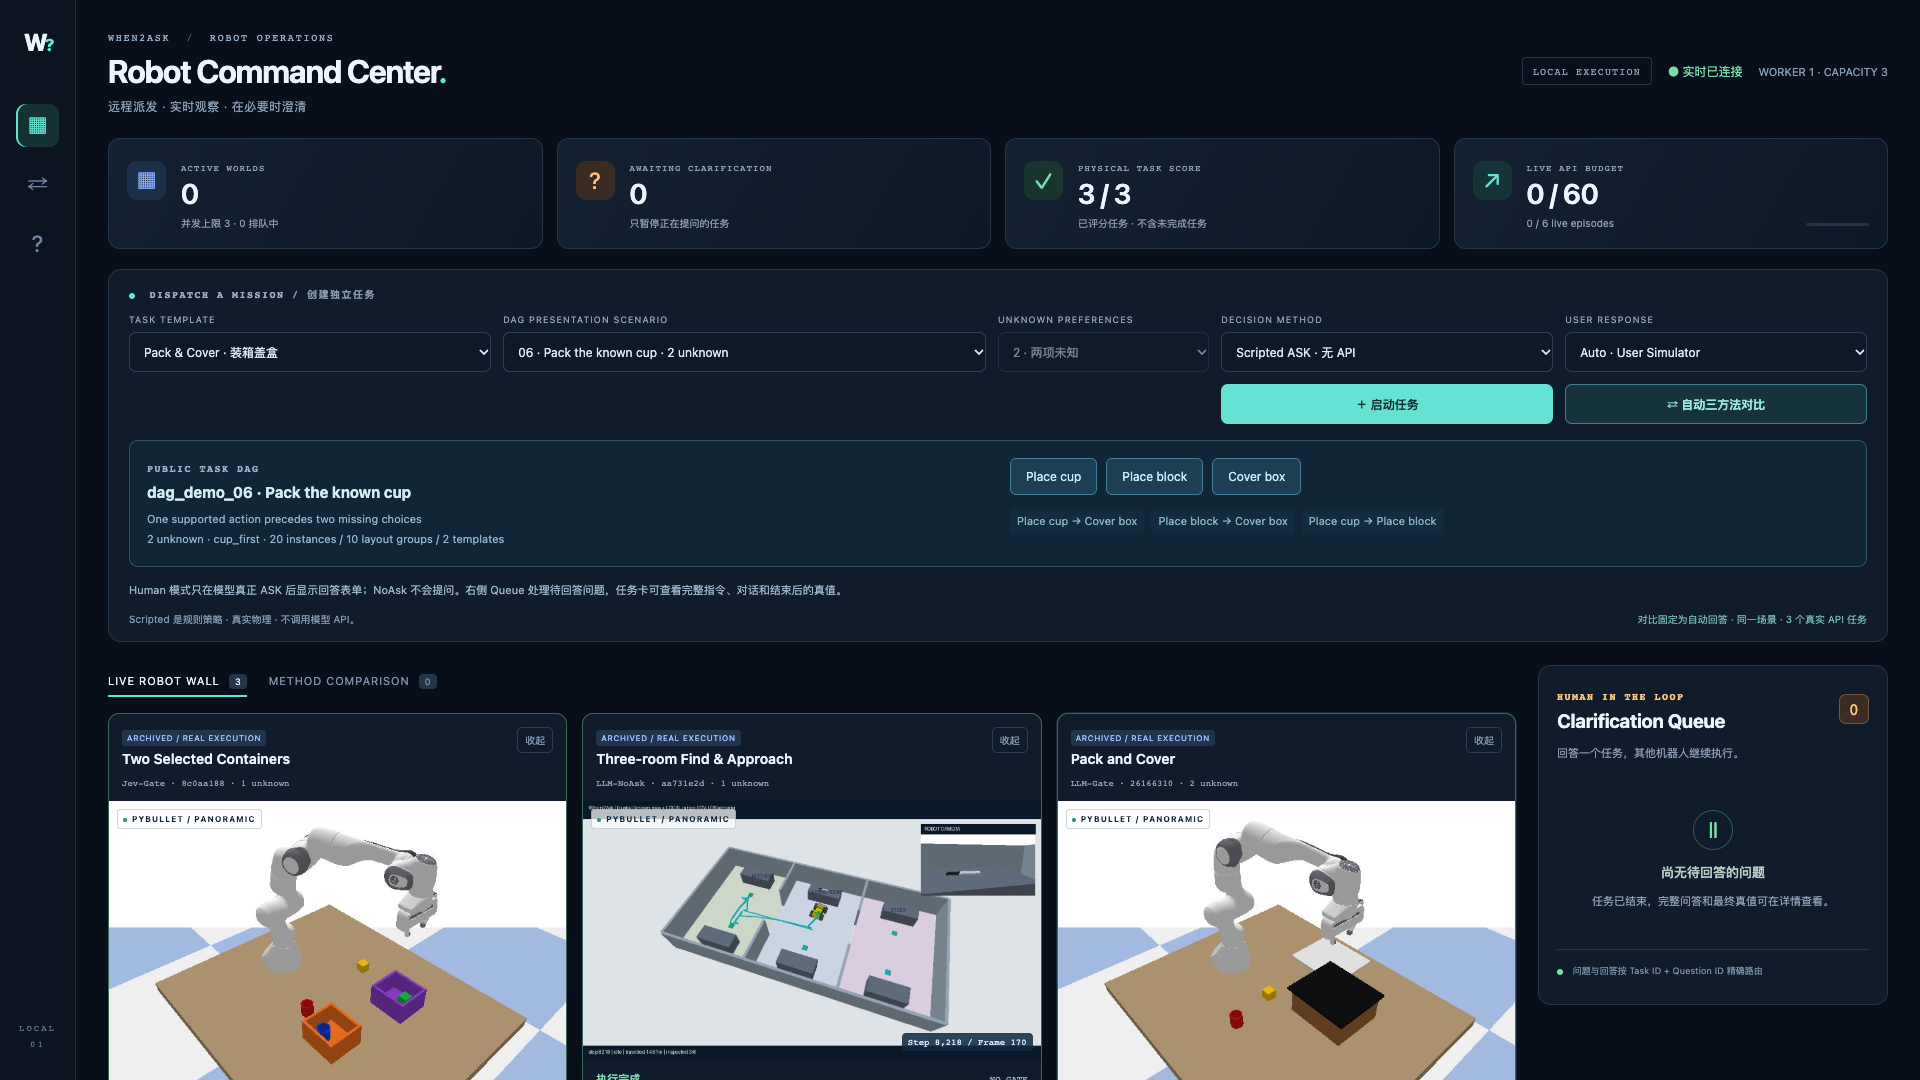 W?
WHEN2ASK / ROBOT OPERATIONS
Robot Command Center.
远程派发 · 实时观察 · 在必要时澄清
LOCAL EXECUTION
实时已连接
WORKER 1 · CAPACITY 3
ACTIVE WORLDS
0
并发上限 3 · 0 排队中
?
AWAITING CLARIFICATION
0
只暂停正在提问的任务
PHYSICAL TASK SCORE
3 / 3
已评分任务 · 不含未完成任务
LIVE API BUDGET
0 / 60
0 / 6 live episodes
?
DISPATCH A MISSION / 创建独立任务
TASK TEMPLATE
Pack & Cover · 装箱盖盒
DAG PRESENTATION SCENARIO
06 · Pack the known cup · 2 unknown
UNKNOWN PREFERENCES
2 · 两项未知
DECISION METHOD
Scripted ASK · 无 API
USER RESPONSE
Auto · User Simulator
+ 启动任务
⇄ 自动三方法对比
PUBLIC TASK DAG
dag_demo_06 · Pack the known cup
One supported action precedes two missing choices
2 unknown · cup_first · 20 instances / 10 layout groups / 2 templates
Place cup
Place block
Cover box
Place cup → Cover box
Place block → Cover box
Place cup → Place block
Human 模式只在模型真正 ASK 后显示回答表单；NoAsk 不会提问。右侧 Queue 处理待回答问题，任务卡可查看完整指令、对话和结束后的真值。
Scripted 是规则策略 · 真实物理 · 不调用模型 API。
对比固定为自动回答 · 同一场景 · 3 个真实 API 任务
LIVE ROBOT WALL 3
METHOD COMPARISON 0
ARCHIVED / REAL EXECUTION
收起
Two Selected Containers
Jev-Gate · 8c0aa188 · 1 unknown
PYBULLET / PANORAMIC
ARCHIVED / REAL EXECUTION
收起
Three-room Find & Approach
LLM-NoAsk · aa731e2d · 1 unknown
PYBULLET / PANORAMIC
ROBOT CAMERA
STUDY
Step 8,218 / Frame 170
执行完成
NO GATE
ARCHIVED / REAL EXECUTION
收起
Pack and Cover
LLM-Gate · 26166310 · 2 unknown
PYBULLET / PANORAMIC
HUMAN IN THE LOOP
Clarification Queue
0
回答一个任务，其他机器人继续执行。
尚无待回答的问题
任务已结束，完整问答和最终真值可在详情查看。
问题与回答按 Task ID + Question ID 精确路由
LOCAL
01